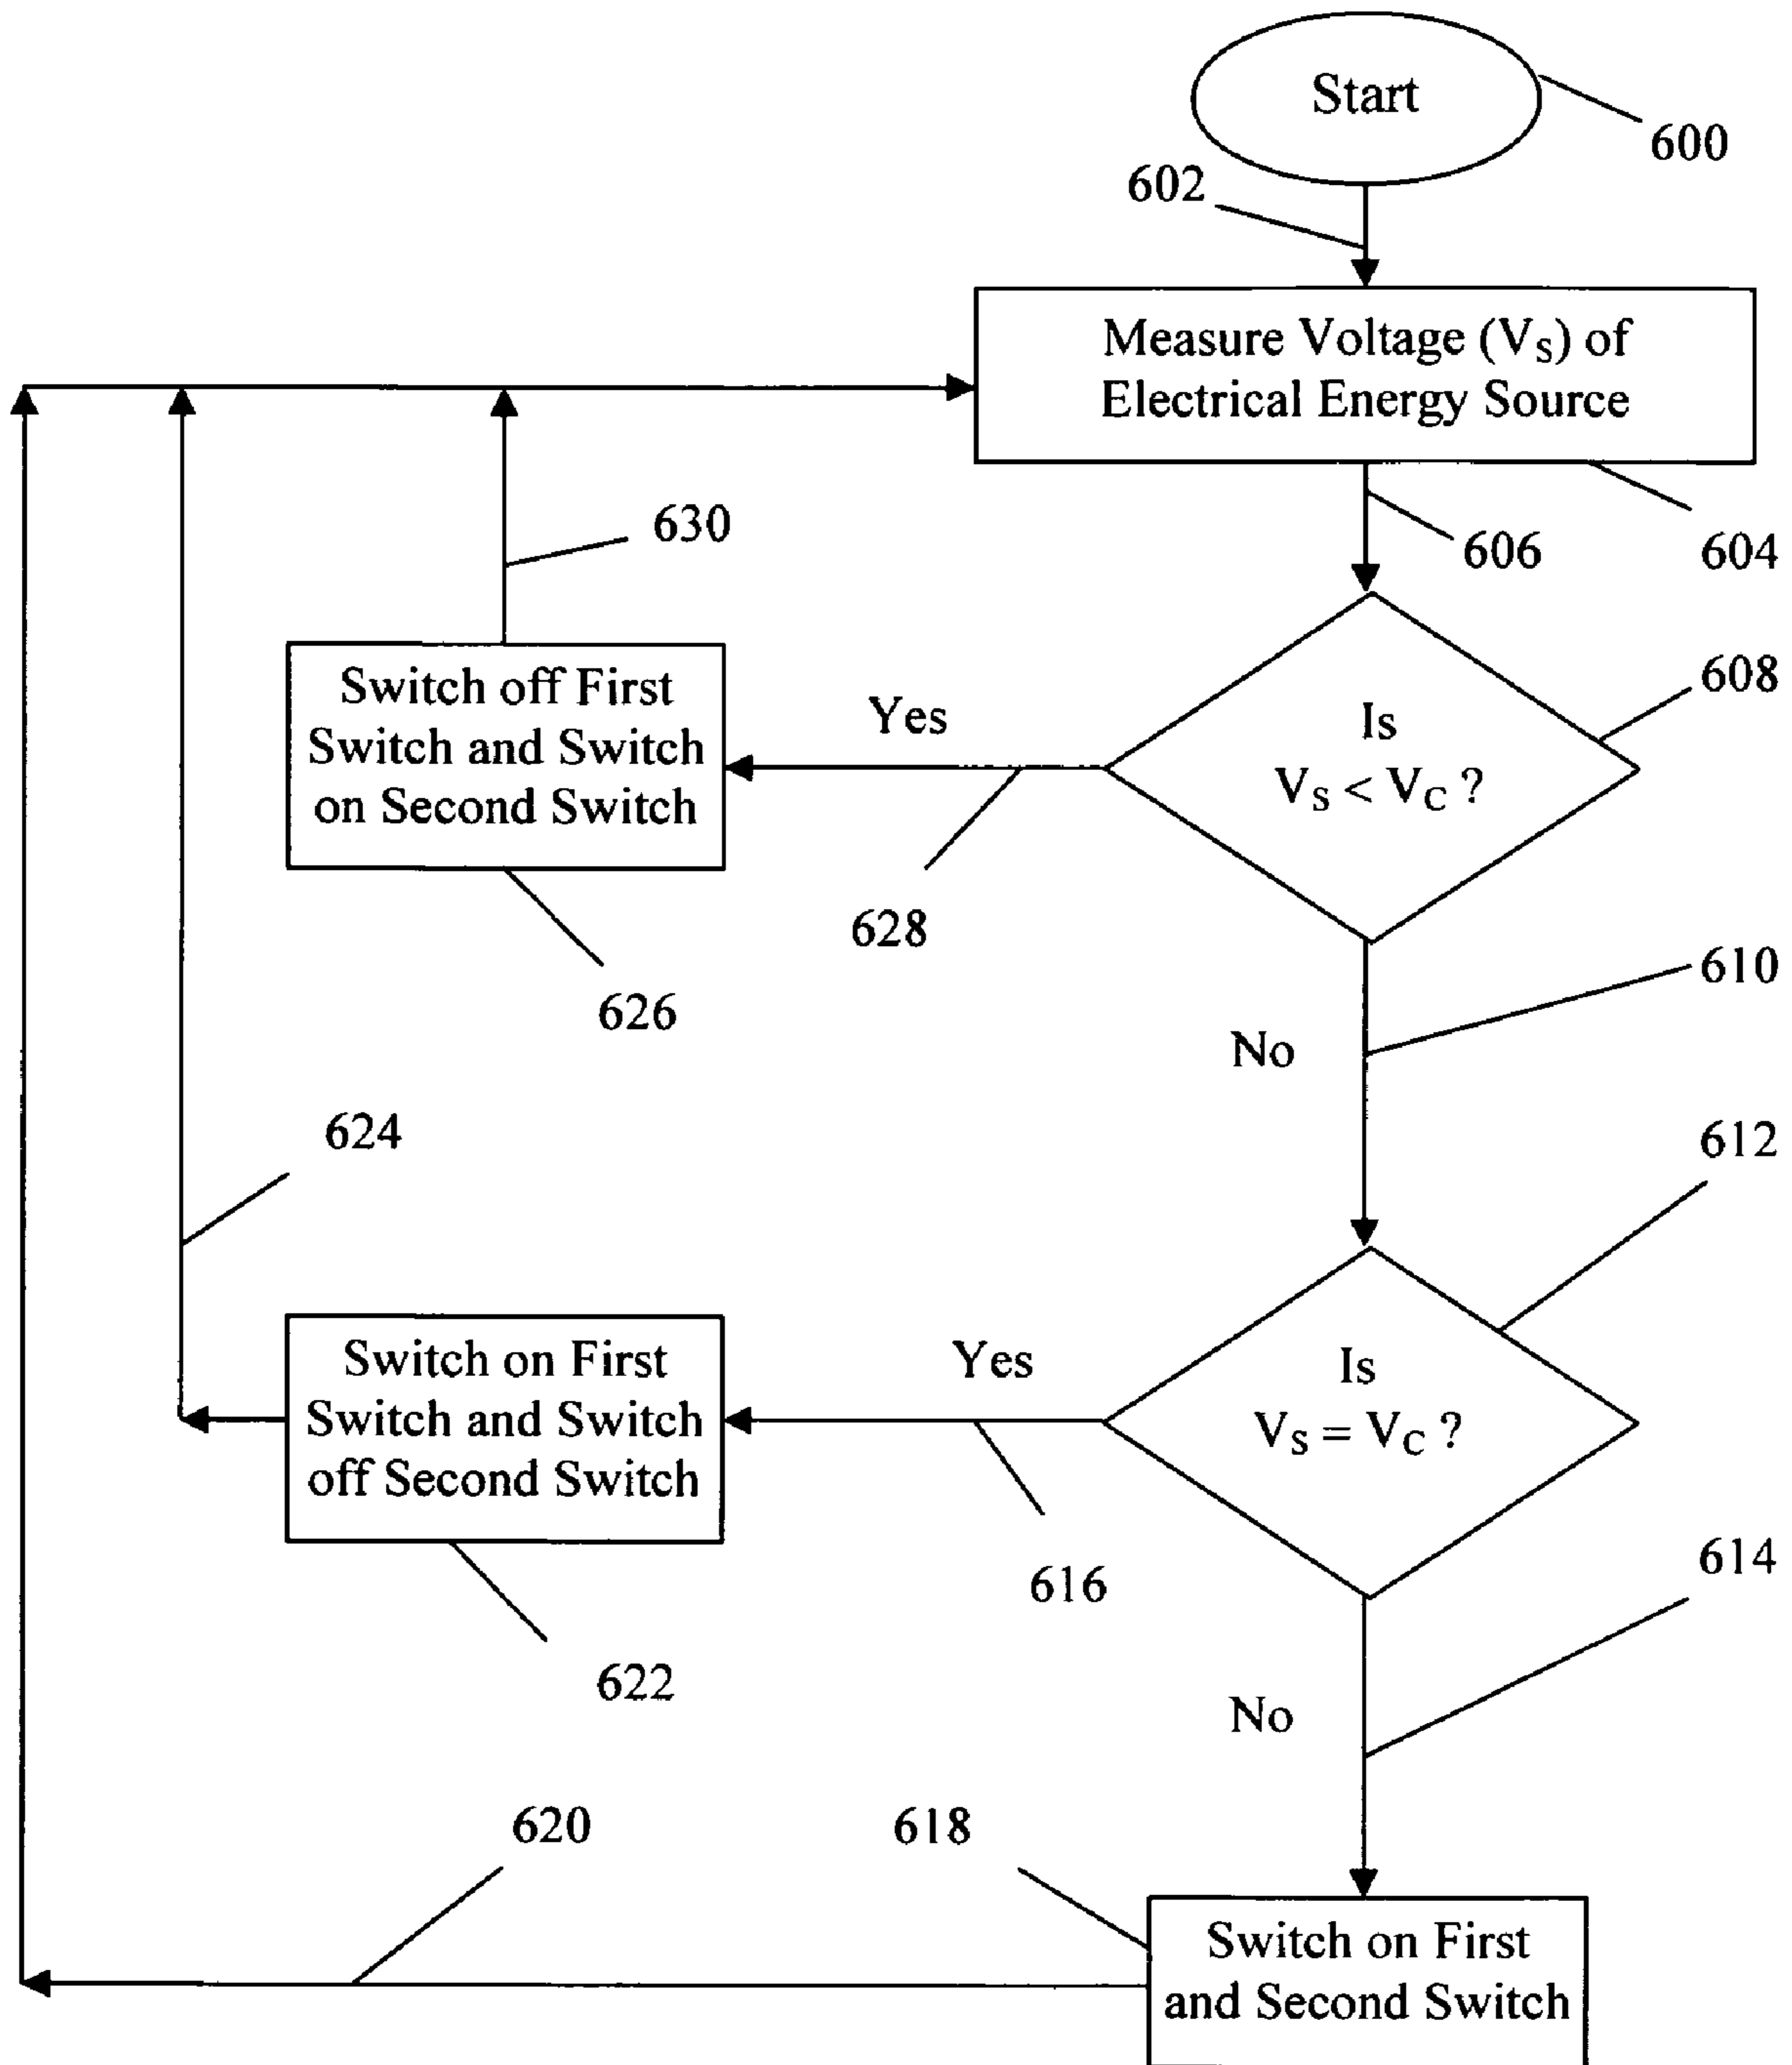 Start
600
602
Measure Voltage (VS) of
Electrical Energy Source
630
606
604
Switch off First
Switch and Switch
on Second Switch
Yes
Is
VS < VC ?
608
628
626
610
No
624
612
Switch on First
Switch and Switch
off Second Switch
Yes
Is
VS = VC ?
616
614
622
No
620
618
Switch on First
and Second Switch